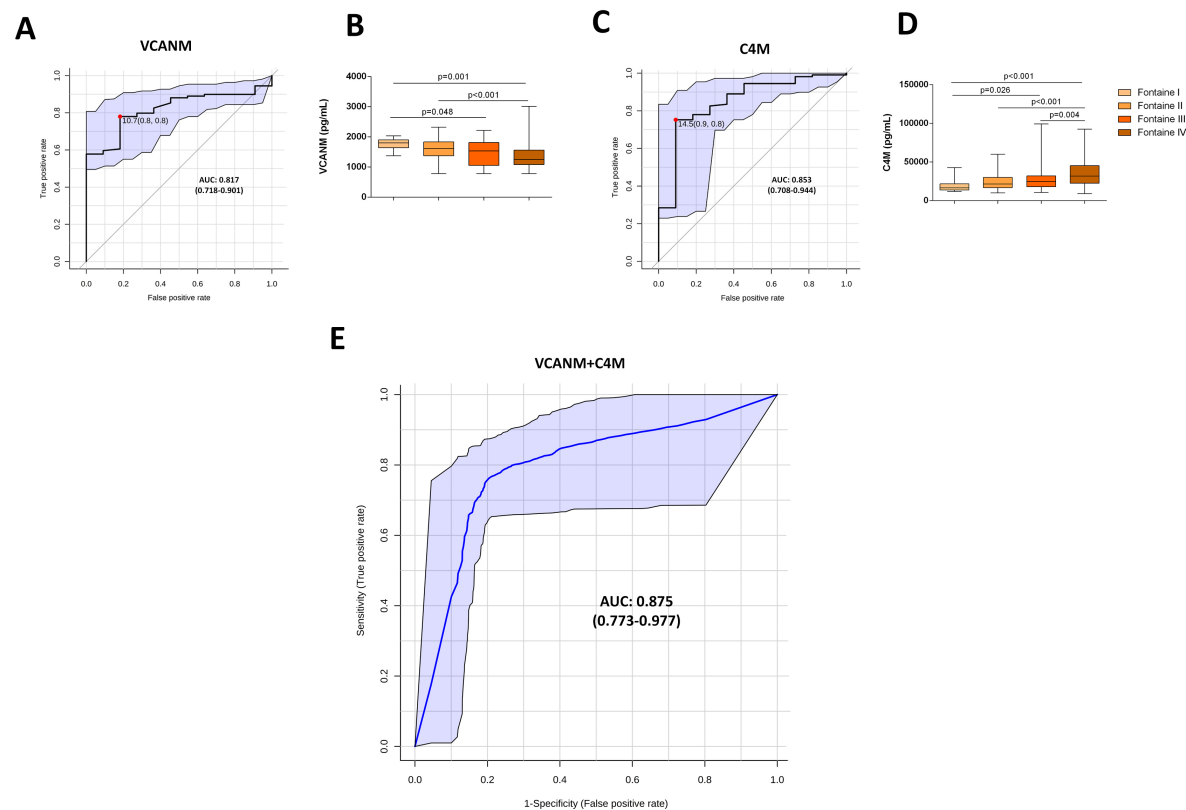 A
VCANM
True positive rate
1.0
0.8
0.6
0.4
0.2
0.0
10.7(0.8, 0.8)
AUC: 0.817
(0.718-0.901)
0.0 0.2 0.4 0.6 0.8 1.0
False positive rate
B
VCANM (pg/mL)
4000
3000
2000
1000
0
p=0.001
p<0.001
p=0.048
C
C4M
True positive rate
1.0
0.8
0.6
0.4
0.2
0.0
14.5(0.9, 0.8)
AUC: 0.853
(0.708-0.944)
0.0 0.2 0.4 0.6 0.8 1.0
False positive rate
D
C4M (pg/mL)
150000
100000
50000
0
p<0.001
p=0.026
p<0.001
p=0.004
Fontaine I
Fontaine II
Fontaine III
Fontaine IV
E
VCANM+C4M
Sensitivity (True positive rate)
1.0
0.8
0.6
0.4
0.2
0.0
AUC: 0.875
(0.773-0.977)
0.0 0.2 0.4 0.6 0.8 1.0
1-Specificity (False positive rate)